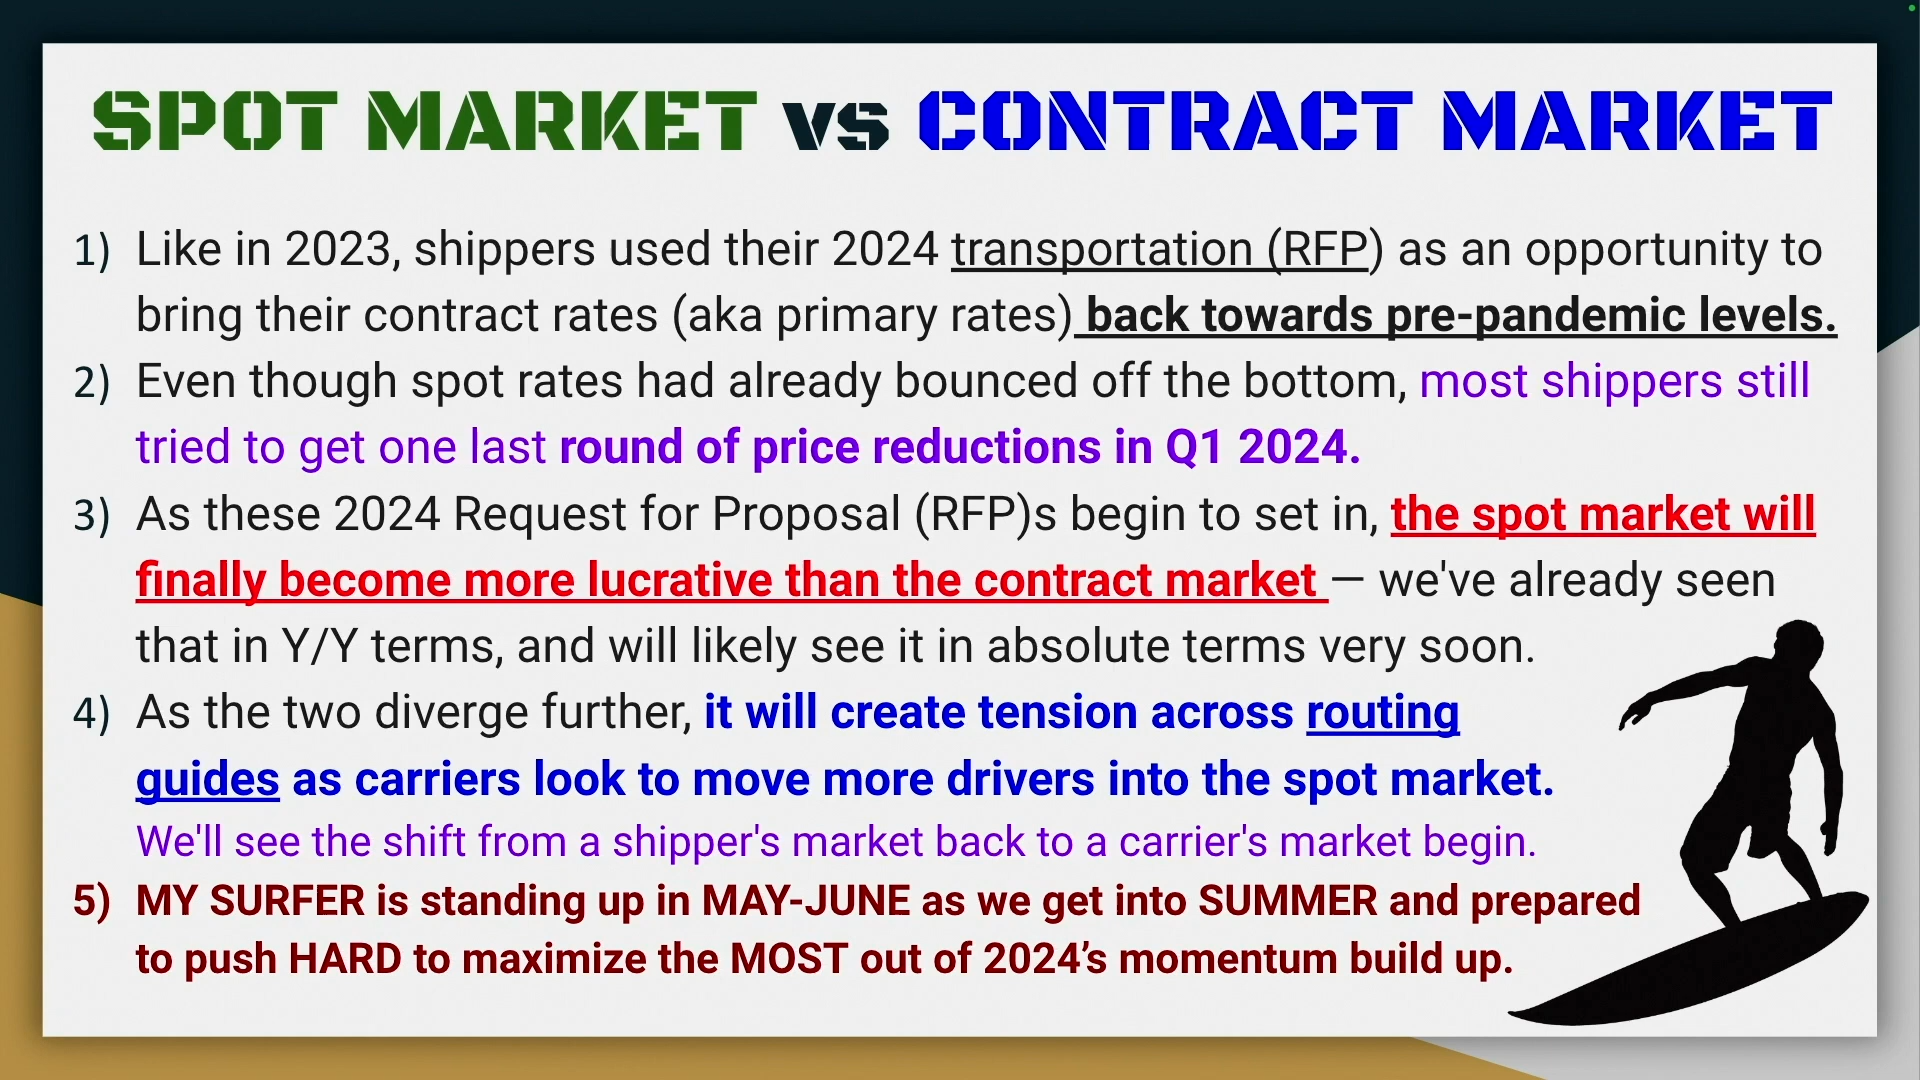 SPOT MARKET vs CONTRACT MARKET
1) Like in 2023, shippers used their 2024 transportation (RFP) as an opportunity to
bring their contract rates (aka primary rates) back towards pre-pandemic levels.
2) Even though spot rates had already bounced off the bottom, most shippers still
tried to get one last round of price reductions in Q1 2024.
3) As these 2024 Request for Proposal (RFP)s begin to set in, the spot market will
finally become more lucrative than the contract market — we've already seen
that in Y/Y terms, and will likely see it in absolute terms very soon.
4) As the two diverge further, it will create tension across routing
guides as carriers look to move more drivers into the spot market.
We'll see the shift from a shipper's market back to a carrier's market begin.
5) MY SURFER is standing up in MAY-JUNE as we get into SUMMER and prepared
to push HARD to maximize the MOST out of 2024’s momentum build up.